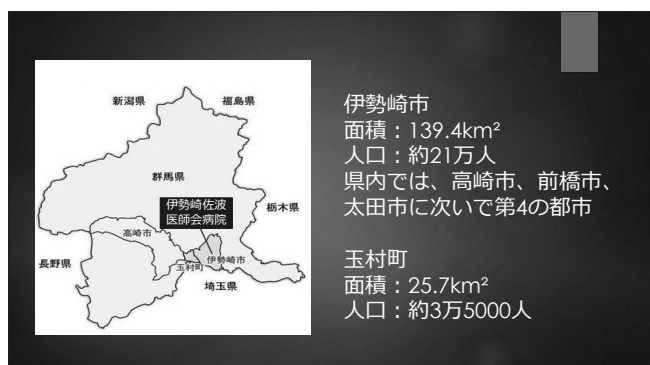 新潟県
福島県
群馬県
伊勢崎佐波
医師会病院
栃木県
高崎市
長野県
玉村町
伊勢崎市
埼玉県
伊勢崎市
面積：139.4km²
人口：約21万人
県内では、高崎市、前橋市、
太田市に次いで第4の都市
玉村町
面積：25.7km²
人口：約3万5000人